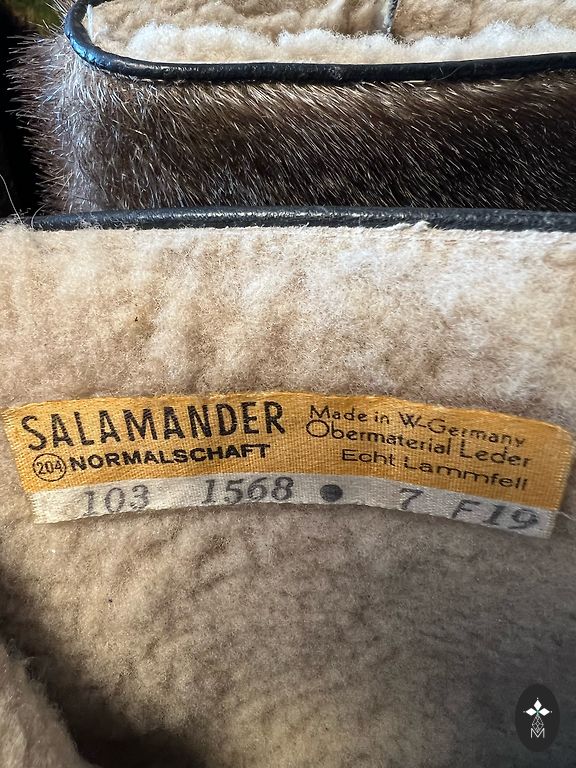 SALAMANDER
204 NORMALSCHAFT
Made in W-Germany
Obermaterial Leder
Echt Lammfell
103 1568 ● 7 F19
M